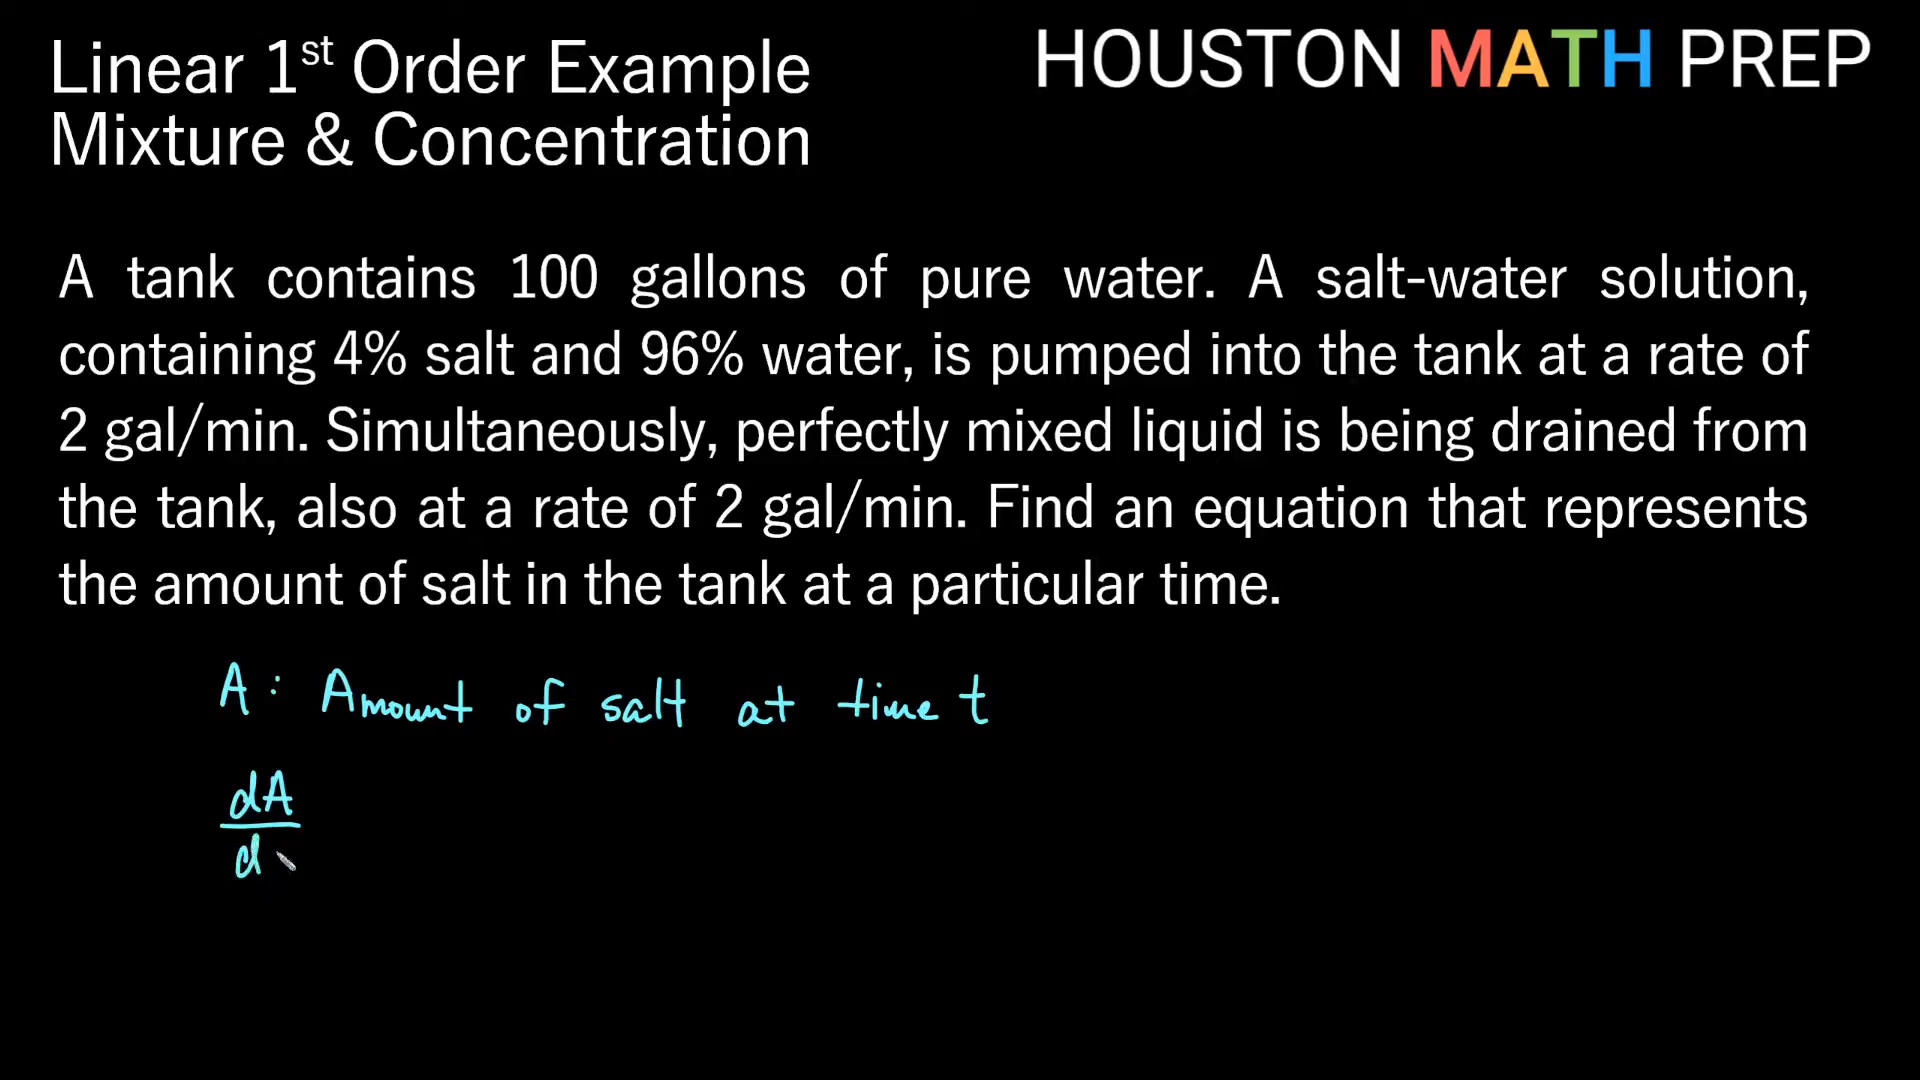 Linear 1st Order Example
Mixture & Concentration
HOUSTON MATH PREP
A tank contains 100 gallons of pure water. A salt-water solution,
containing 4% salt and 96% water, is pumped into the tank at a rate of
2 gal/min. Simultaneously, perfectly mixed liquid is being drained from
the tank, also at a rate of 2 gal/min. Find an equation that represents
the amount of salt in the tank at a particular time.
A : Amount of salt at time t
dA
d